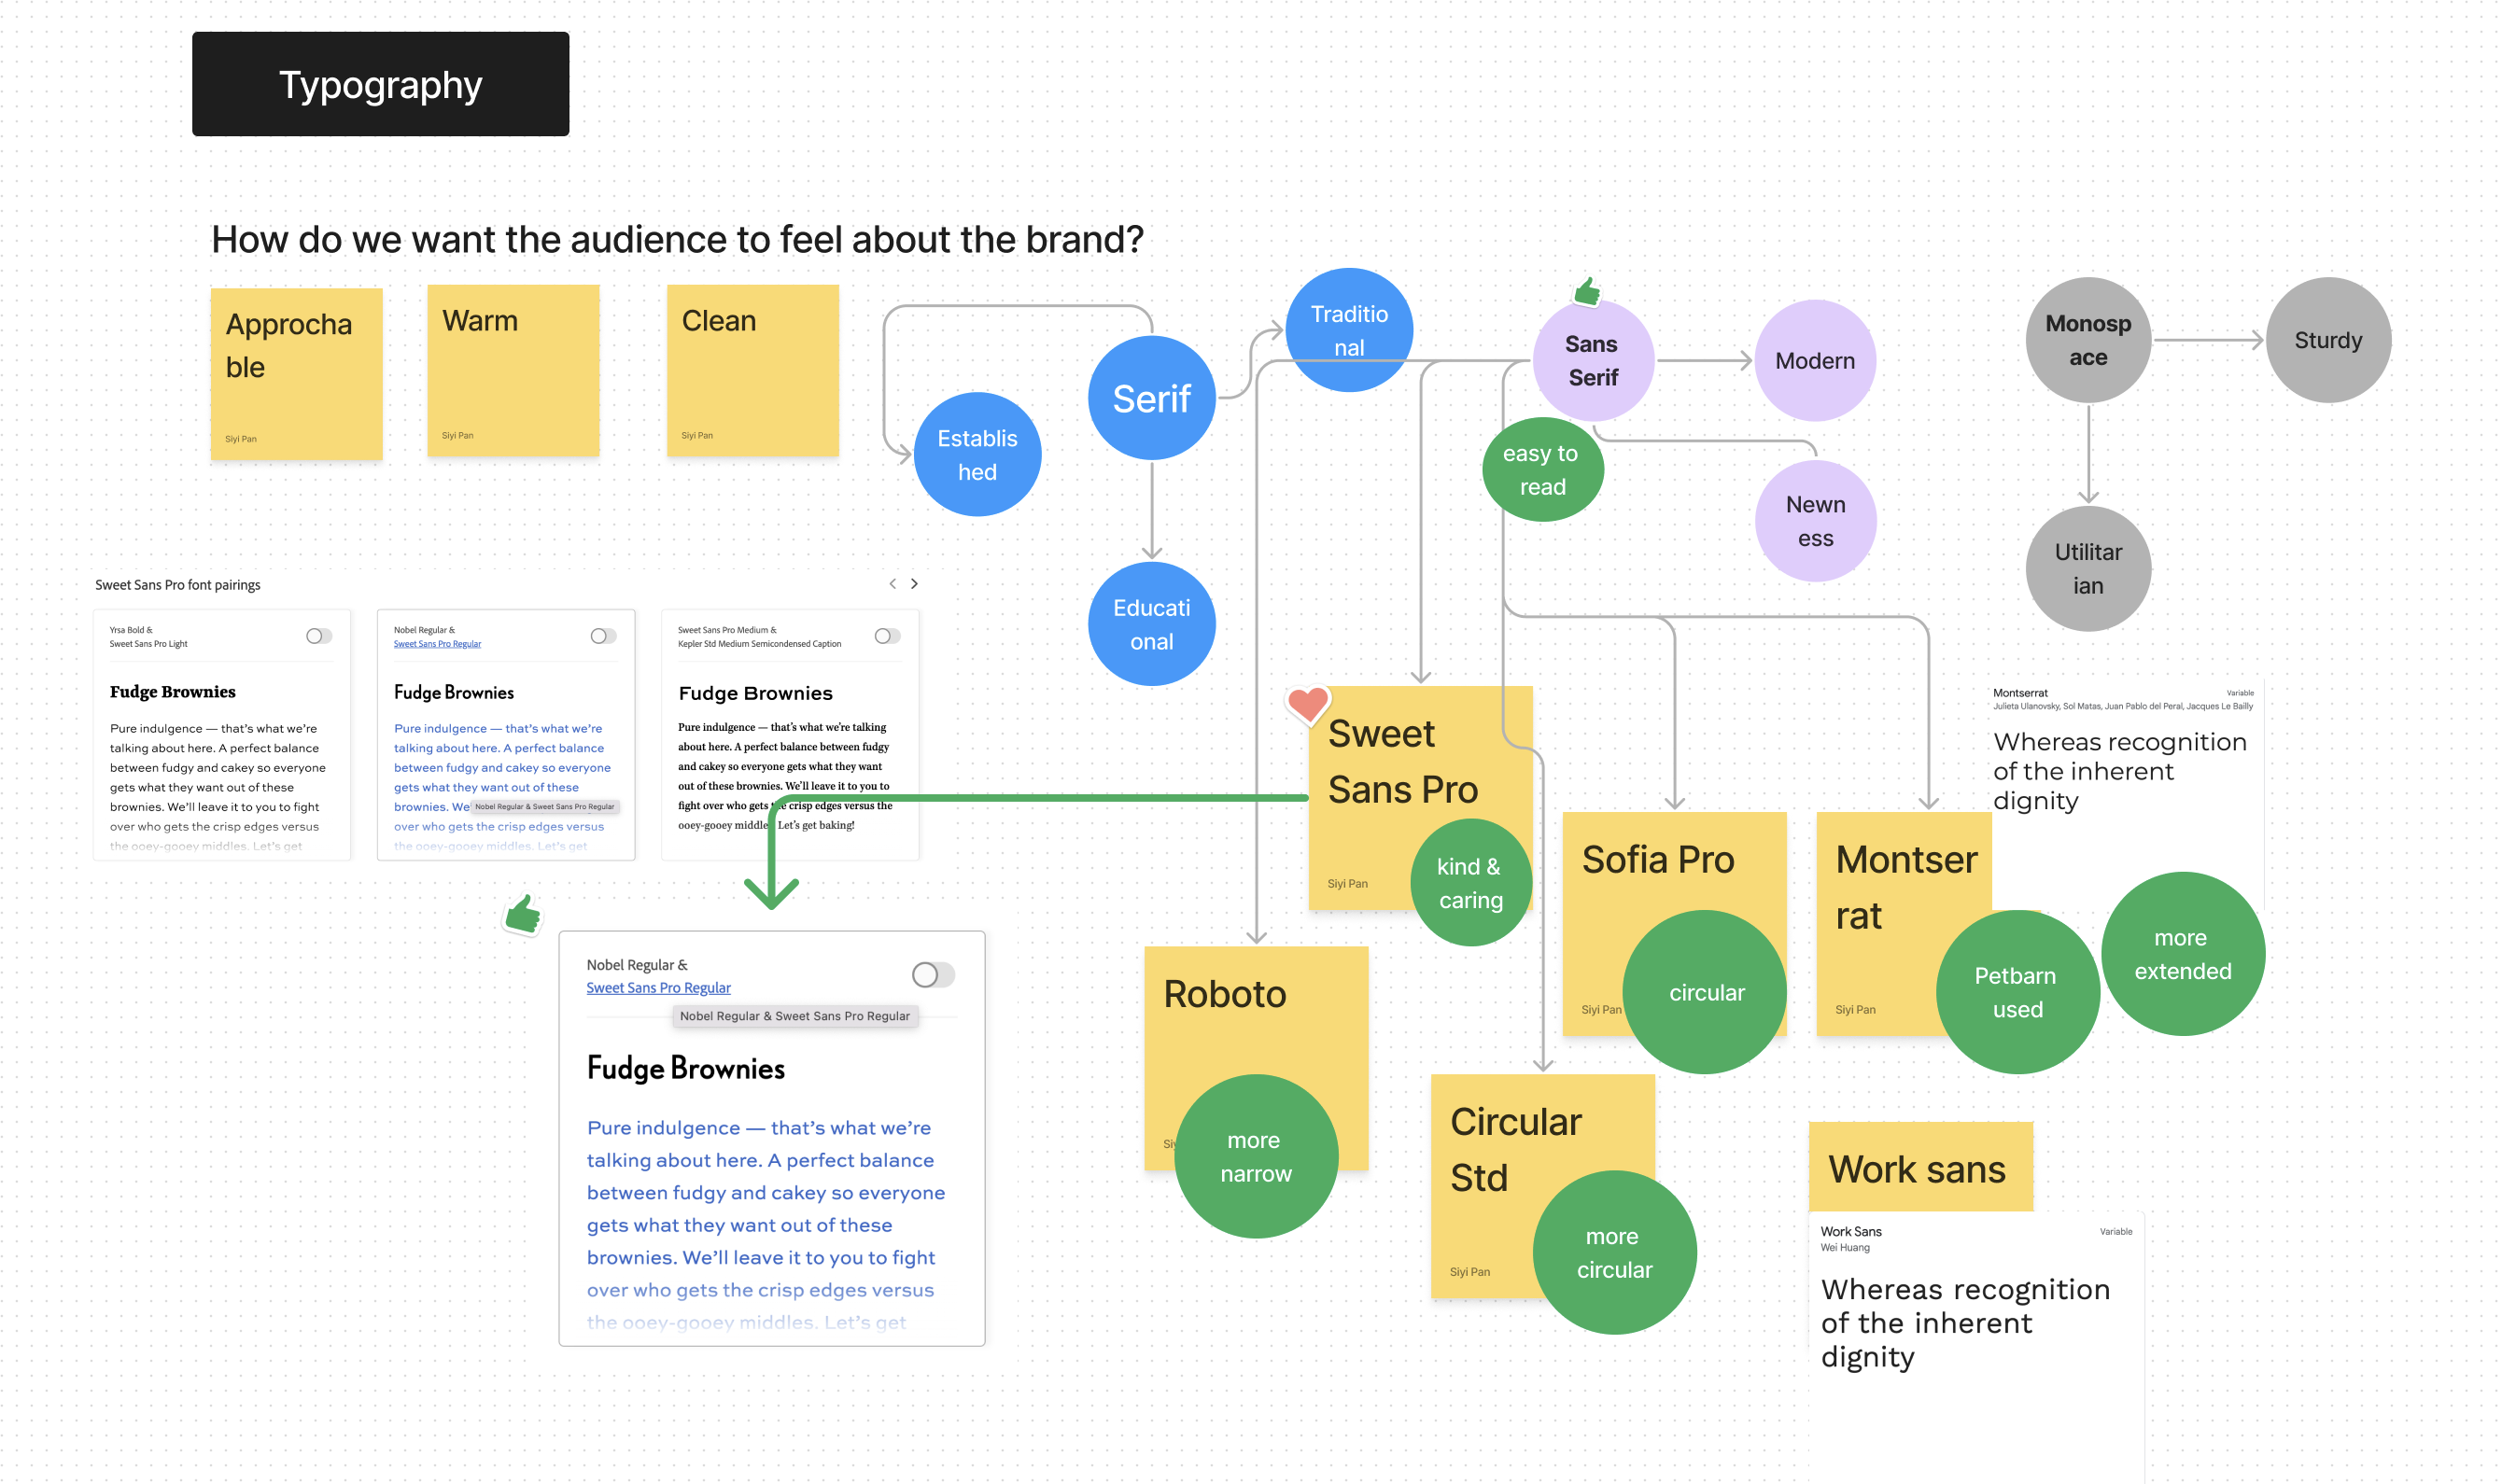 Typography
How do we want the audience to feel about the brand?
Approcha
ble
Siyi Pan
Warm
Siyi Pan
Clean
Siyi Pan
Establis
hed
Serif
Traditio
nal
Educati
onal
Sans
Serif
easy to
read
Modern
Newn
ess
Monosp
ace
Sturdy
Utilitar
ian
Sweet Sans Pro font pairings
Yrsa Bold &
Sweet Sans Pro Light
Fudge Brownies
Pure indulgence — that's what we're
talking about here. A perfect balance
between fudgy and cakey so everyone
gets what they want out of these
brownies. We'll leave it to you to fight
over who gets the crisp edges versus
the ooey-gooey middles. Let's get
Nobel Regular &
Sweet Sans Pro Regular
Fudge Brownies
Pure indulgence — that's what we're
talking about here. A perfect balance
between fudgy and cakey so everyone
gets what they want out of these
brownies. We
Nobel Regular & Sweet Sans Pro Regular
over who gets the crisp edges versus
the ooey-gooey middles. Let's get
Sweet Sans Pro Medium &
Kepler Std Medium Semicondensed Caption
Fudge Brownies
Pure indulgence — that's what we're talking
about here. A perfect balance between fudgy
and cakey so everyone gets what they want
out of these brownies. We'll leave it to you to
fight over who gets the crisp edges versus the
ooey-gooey middles. Let's get baking!
Nobel Regular &
Sweet Sans Pro Regular
Nobel Regular & Sweet Sans Pro Regular
Fudge Brownies
Pure indulgence — that's what we're
talking about here. A perfect balance
between fudgy and cakey so everyone
gets what they want out of these
brownies. We'll leave it to you to fight
over who gets the crisp edges versus
the ooey-gooey middles. Let's get
Sweet
Sans Pro
Siyi Pan
kind &
caring
Roboto
Siy
more
narrow
Circular
Std
Siyi Pan
more
circular
Sofia Pro
Siyi Pan
circular
Montser
rat
Siyi Pan
Petbarn
used
more
extended
Montserrat
Variable
Julieta Ulanovsky, Sol Matas, Juan Pablo del Peral, Jacques Le Bailly
Whereas recognition
of the inherent
dignity
Work sans
Work Sans
Variable
Wei Huang
Whereas recognition
of the inherent
dignity